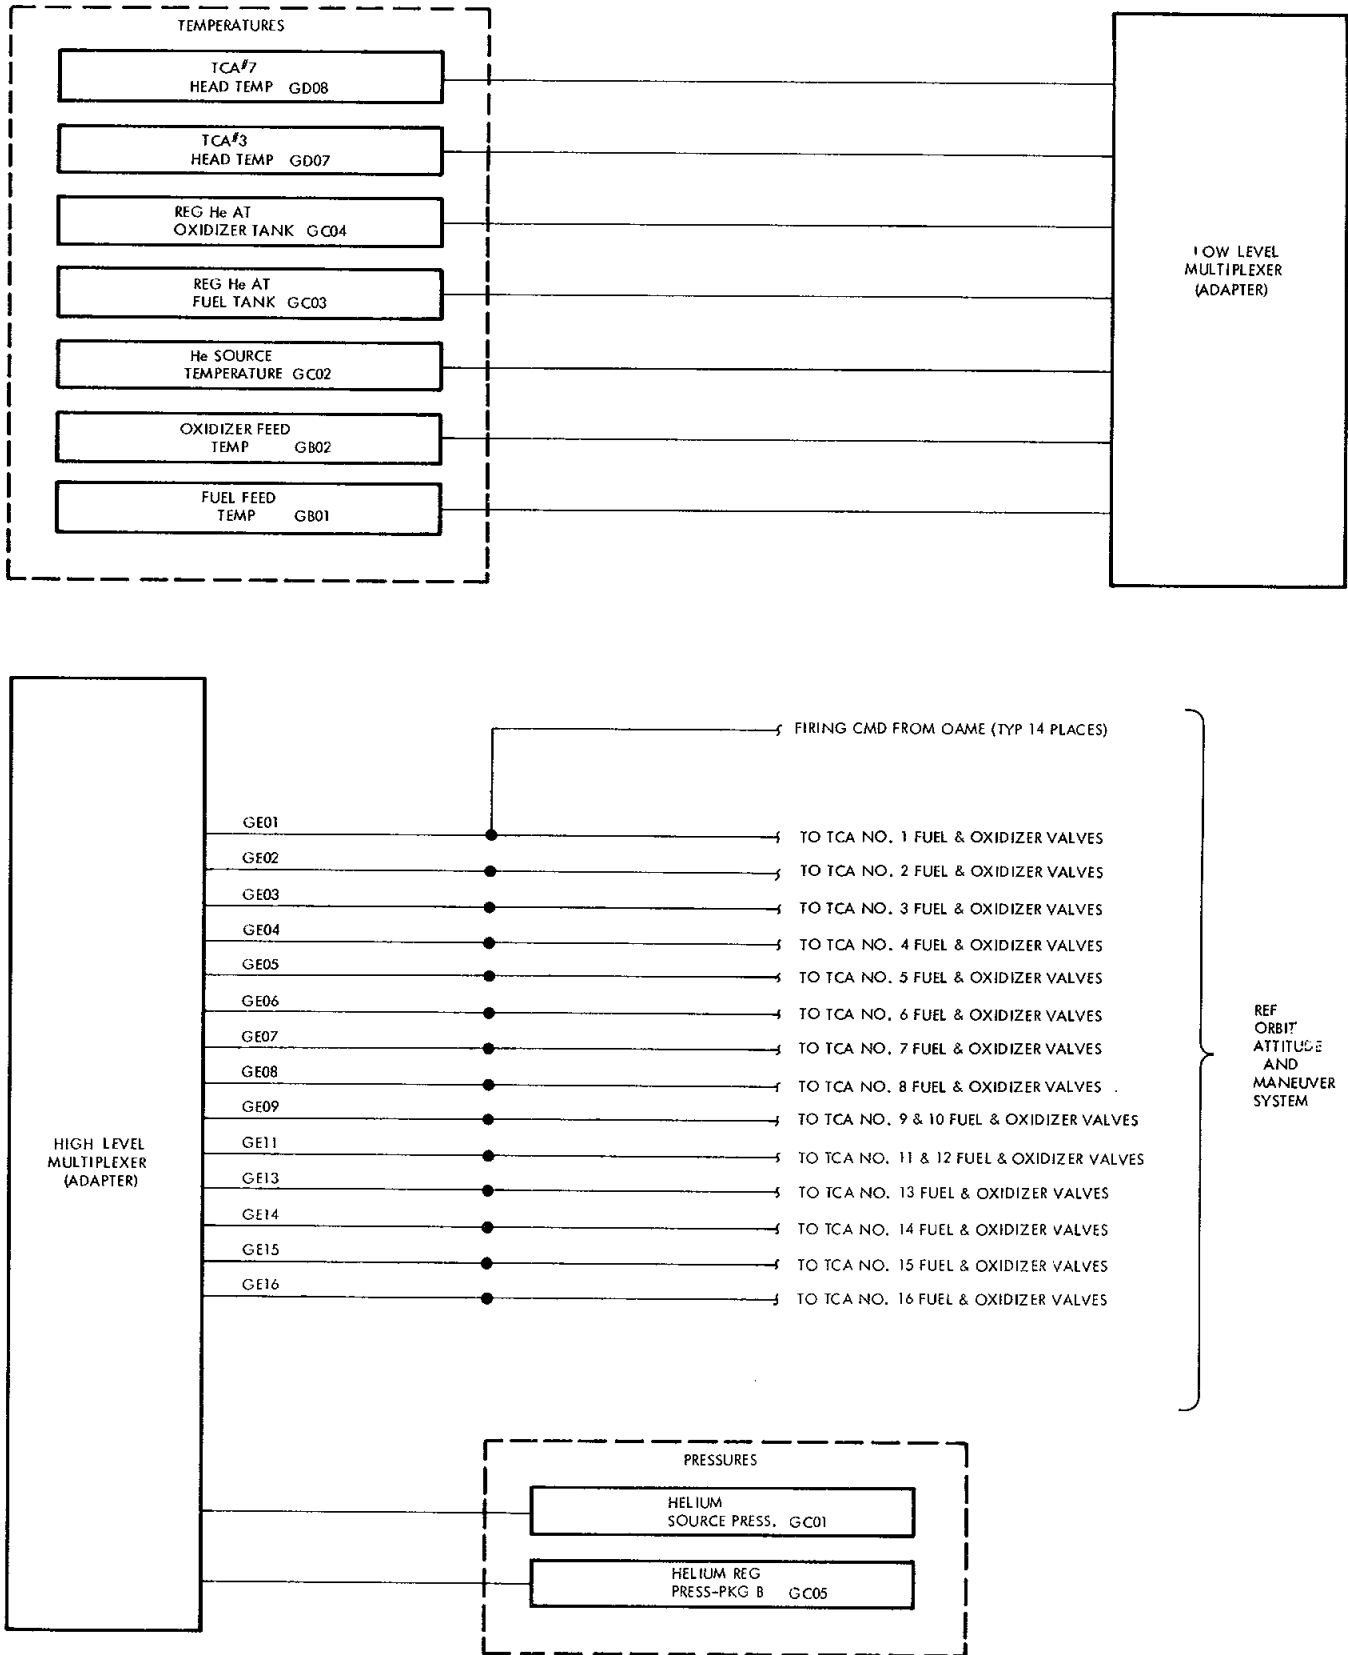 TEMPERATURES
TCA#7
HEAD TEMP GD08
TCA#3
HEAD TEMP GD07
REG He AT
OXIDIZER TANK GC04
REG He AT
FUEL TANK GC03
He SOURCE
TEMPERATURE GC02
OXIDIZER FEED
TEMP GB02
FUEL FEED
TEMP GB01
LOW LEVEL
MULTIPLEXER
(ADAPTER)
FIRING CMD FROM OAME (TYP 14 PLACES)
GE01
TO TCA NO. 1 FUEL & OXIDIZER VALVES
GE02
TO TCA NO. 2 FUEL & OXIDIZER VALVES
GE03
TO TCA NO. 3 FUEL & OXIDIZER VALVES
GE04
TO TCA NO. 4 FUEL & OXIDIZER VALVES
GE05
TO TCA NO. 5 FUEL & OXIDIZER VALVES
GE06
TO TCA NO. 6 FUEL & OXIDIZER VALVES
GE07
TO TCA NO. 7 FUEL & OXIDIZER VALVES
GE08
TO TCA NO. 8 FUEL & OXIDIZER VALVES
GE09
TO TCA NO. 9 & 10 FUEL & OXIDIZER VALVES
GE11
TO TCA NO. 11 & 12 FUEL & OXIDIZER VALVES
GE13
TO TCA NO. 13 FUEL & OXIDIZER VALVES
GE14
TO TCA NO. 14 FUEL & OXIDIZER VALVES
GE15
TO TCA NO. 15 FUEL & OXIDIZER VALVES
GE16
TO TCA NO. 16 FUEL & OXIDIZER VALVES
REF
ORBIT
ATTITUDE
AND
MANEUVER
SYSTEM
HIGH LEVEL
MULTIPLEXER
(ADAPTER)
PRESSURES
HELIUM
SOURCE PRESS. GC01
HELIUM REG
PRESS-PKG B GC05